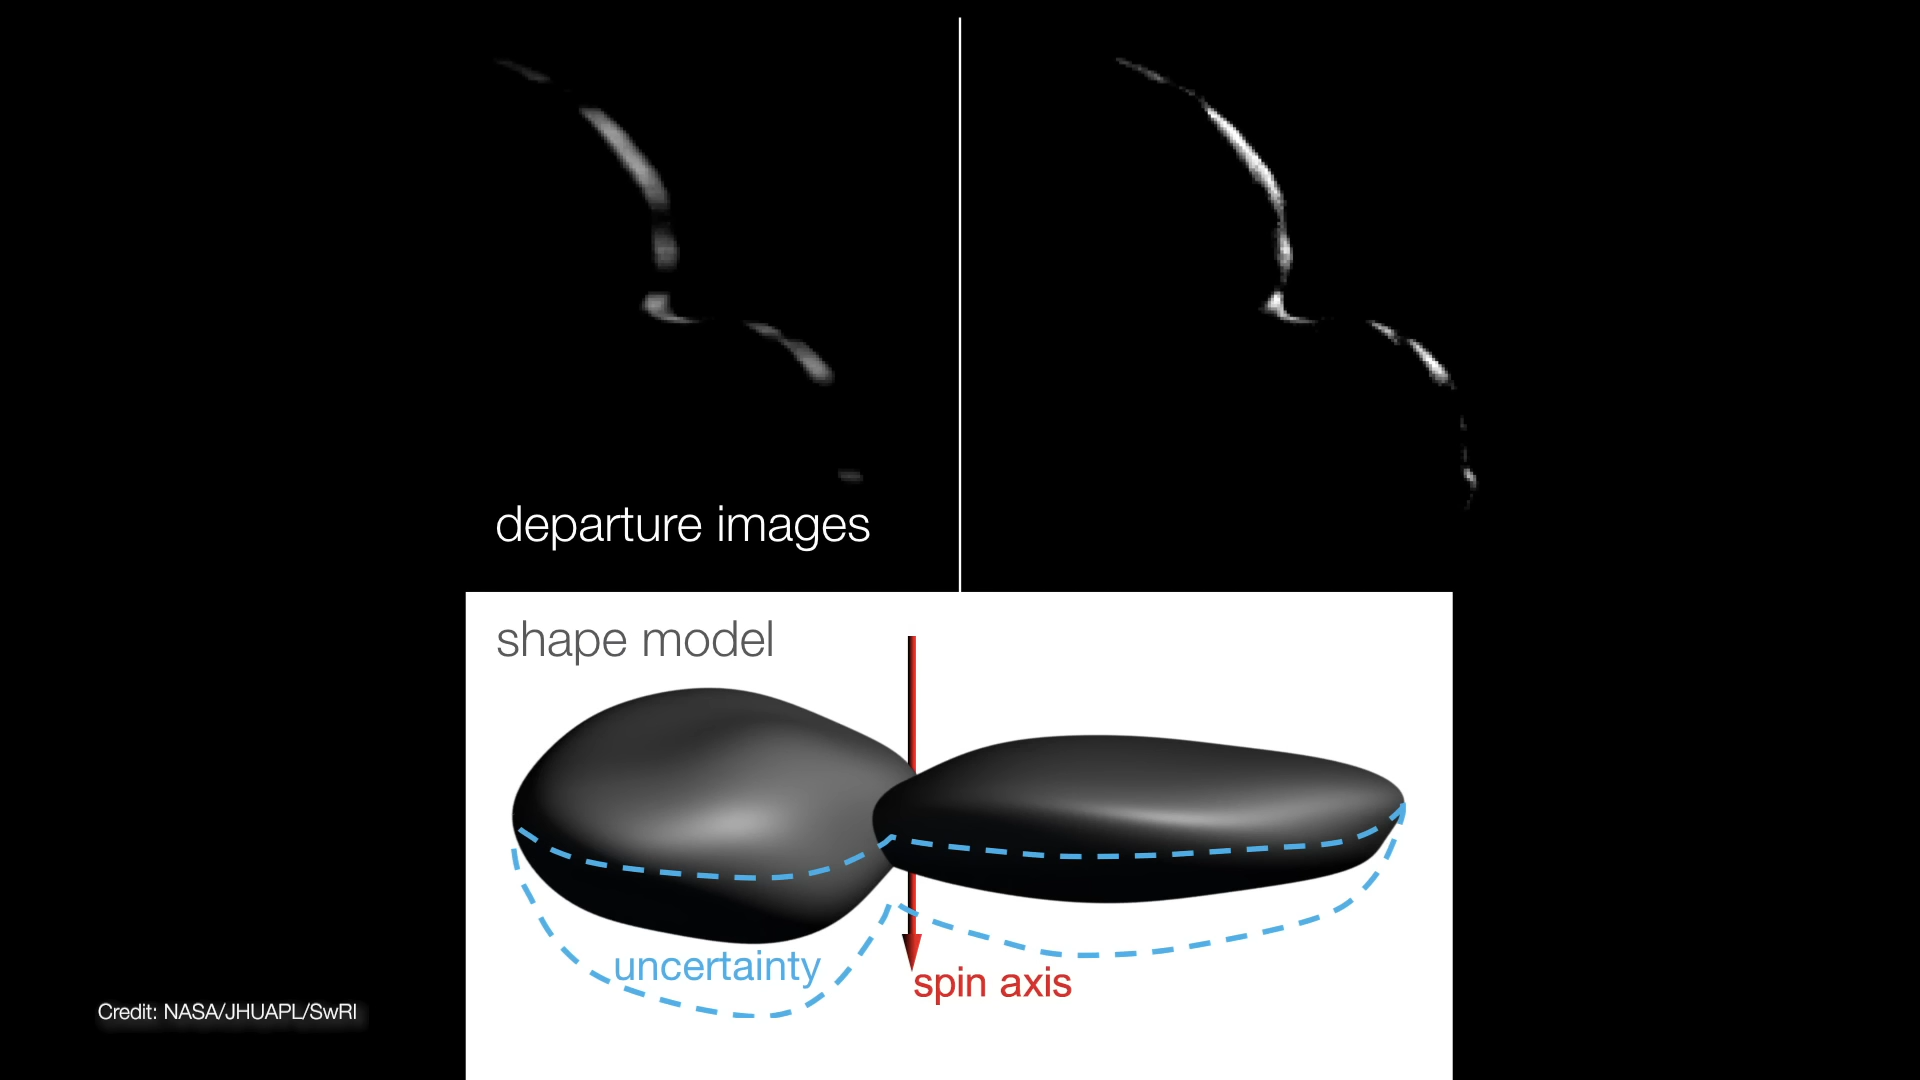 departure images
shape model
uncertainty
spin axis
Credit: NASA/JHUAPL/SwRI